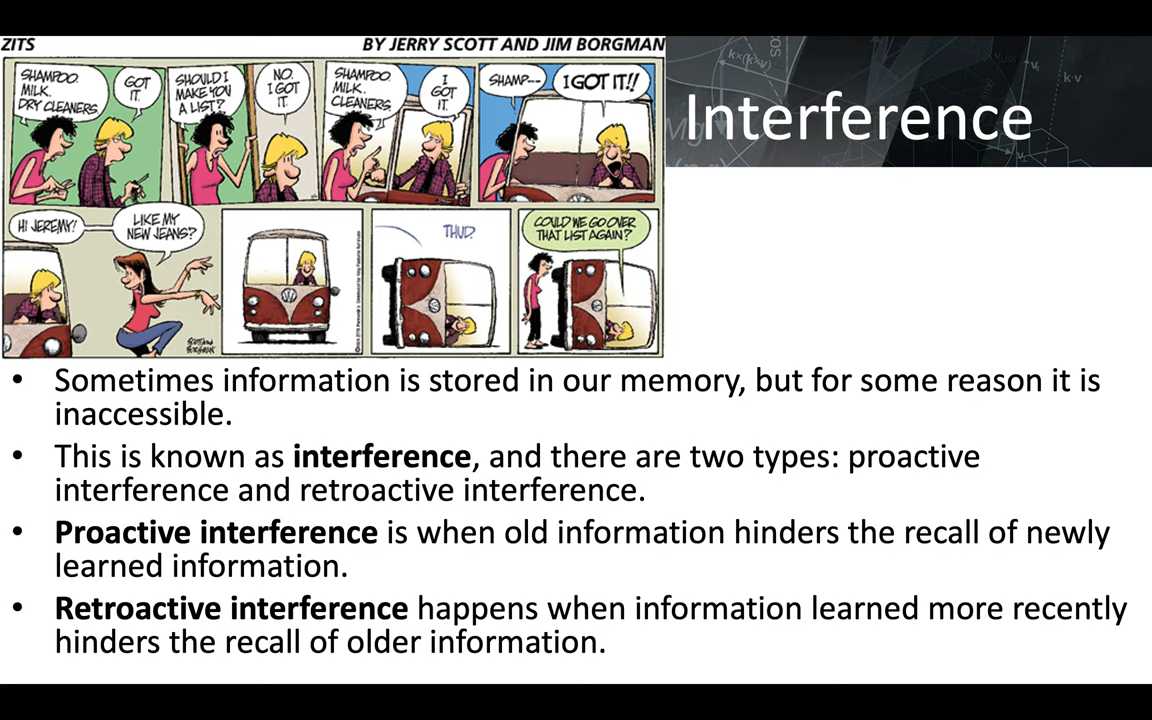 ZITS
BY JERRY SCOTT AND JIM BORGMAN
SHAMPOO.
MILK.
DRY CLEANERS.
GOT
IT.
SHOULD I
MAKE YOU
A LIST?
NO.
I GOT
IT.
SHAMPOO.
MILK.
CLEANERS.
I
GOT
IT.
SHAMP--
I GOT IT!!
HI JEREMY!
LIKE MY
NEW JEANS?
THUD.
COULD WE GO OVER
THAT LIST AGAIN?
Interference
• Sometimes information is stored in our memory, but for some reason it is
inaccessible.
• This is known as interference, and there are two types: proactive
interference and retroactive interference.
• Proactive interference is when old information hinders the recall of newly
learned information.
• Retroactive interference happens when information learned more recently
hinders the recall of older information.